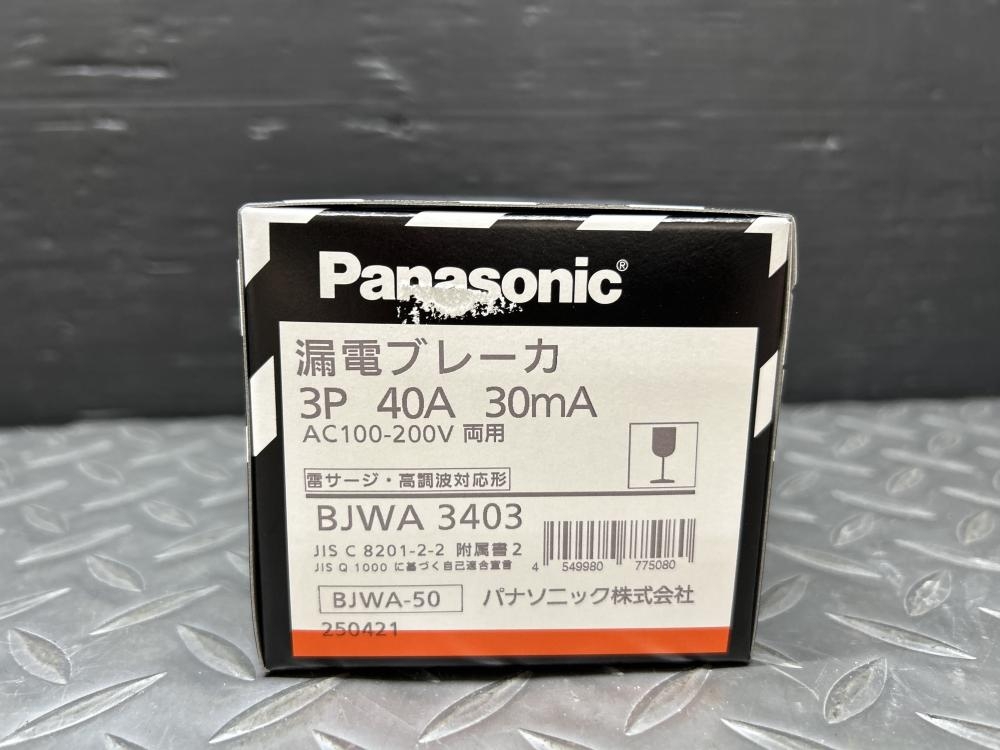 Panasonic®
漏電ブレーカ
3P 40A 30mA
AC100-200V 両用
雷サージ・高調波対応形
BJWA 3403
JIS C 8201-2-2 附属書2
JIS Q 1000 に基づく自己適合宣言
4 549980 775080
BJWA-50 パナソニック株式会社
250421